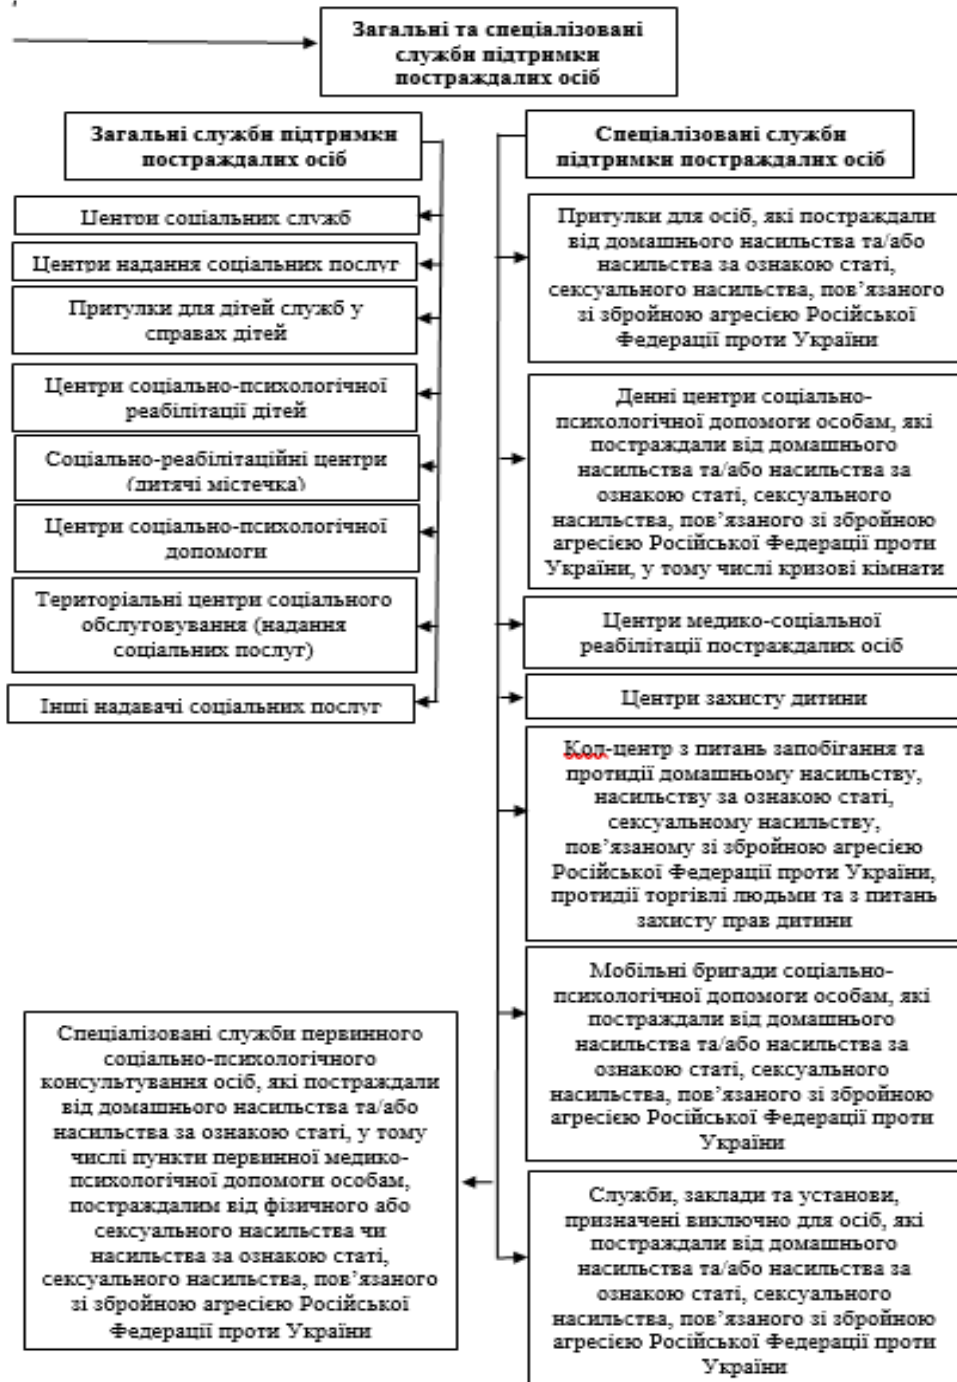 Загальні та спеціалізовані
служби підтримки
постраждалих осіб
Загальні служби підтримки
постраждалих осіб
Центри соціальних служб
Центри надання соціальних послуг
Притулки для дітей служб у
справах дітей
Центри соціально-психологічної
реабілітації дітей
Соціально-реабілітаційні центри
(дитячі містечка)
Центри соціально-психологічної
допомоги
Територіальні центри соціального
обслуговування (надання
соціальних послуг)
Інші надавачі соціальних послуг
Спеціалізовані служби
підтримки постраждалих осіб
Притулки для осіб, які постраждали
від домашнього насильства та/або
насильства за ознакою статі,
сексуального насильства, пов’язаного
зі збройною агресією Російської
Федерації проти України
Денні центри соціально-
психологічної допомоги особам, які
постраждали від домашнього
насильства та/або насильства за
ознакою статі, сексуального
насильства, пов’язаного зі збройною
агресією Російської Федерації проти
України, у тому числі кризові кімнати
Центри медико-соціальної
реабілітації постраждалих осіб
Центри захисту дитини
Кол-центр з питань запобігання та
протидії домашньому насильству,
насильству за ознакою статі,
сексуальному насильству,
пов’язаному зі збройною агресією
Російської Федерації проти України,
протидії торгівлі людьми та з питань
захисту прав дитини
Мобільні бригади соціально-
психологічної допомоги особам, які
постраждали від домашнього
насильства та/або насильства за
ознакою статі, сексуального
насильства, пов’язаного зі збройною
агресією Російської Федерації проти
України
Служби, заклади та установи,
призначені виключно для осіб, які
постраждали від домашнього
насильства та/або насильства за
ознакою статі, сексуального
насильства, пов’язаного зі збройною
агресією Російської Федерації проти
України
Спеціалізовані служби первинного
соціально-психологічного
консультування осіб, які постраждали
від домашнього насильства та/або
насильства за ознакою статі, у тому
числі пункти первинної медико-
психологічної допомоги особам,
постраждалим від фізичного або
сексуального насильства чи
насильства за ознакою статі,
сексуального насильства, пов’язаного
зі збройною агресією Російської
Федерації проти України